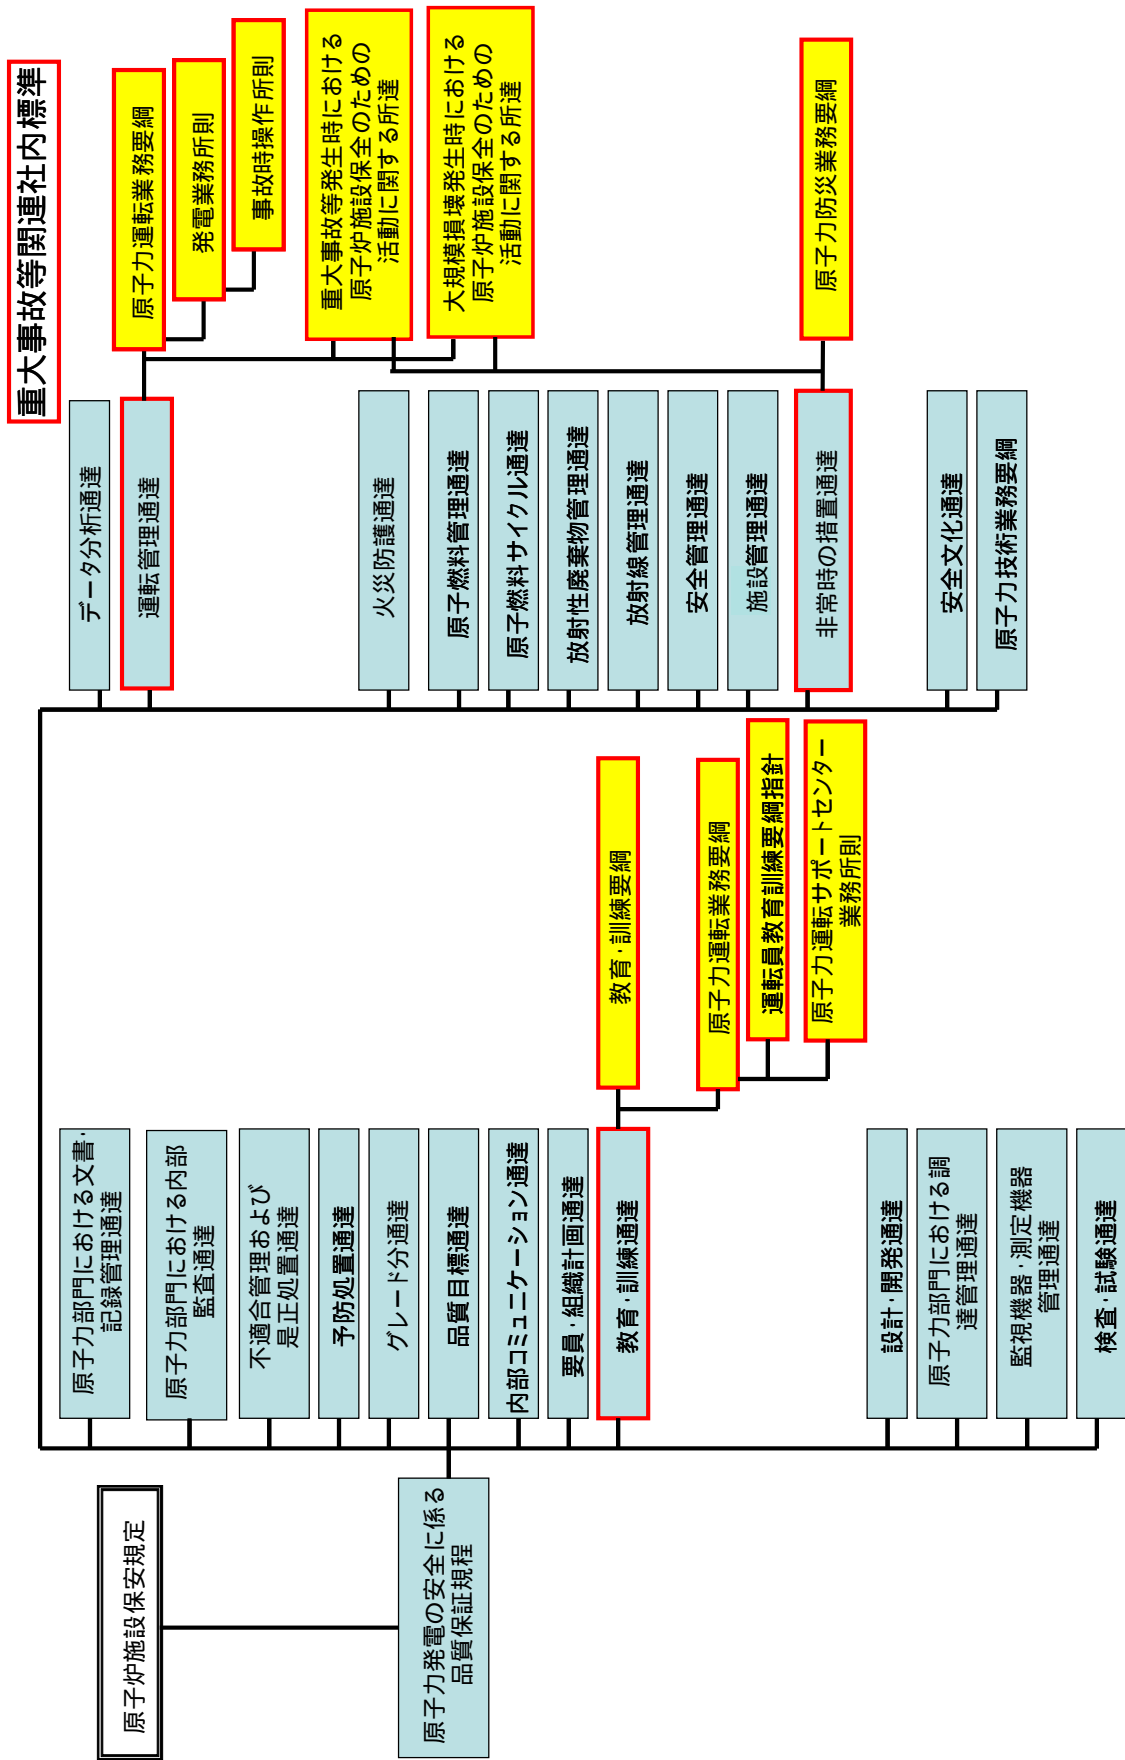 重大事故等関連社内標準
原子炉施設保安規定
原子力発電の安全に係る
品質保証規程
原子力部門における文書・
記録管理通達
原子力部門における内部
監査通達
不適合管理および
是正処置通達
予防処置通達
グレード分通達
品質目標通達
内部コミュニケーション通達
要員・組織計画通達
教育・訓練通達
設計・開発通達
原子力部門における調
達管理通達
監視機器・測定機器
管理通達
検査・試験通達
教育・訓練要綱
原子力運転業務要綱
運転員教育訓練要綱指針
原子力運転サポートセンター
業務所則
データ分析通達
運転管理通達
火災防護通達
原子燃料管理通達
原子燃料サイクル通達
放射性廃棄物管理通達
放射線管理通達
安全管理通達
施設管理通達
非常時の措置通達
安全文化通達
原子力技術業務要綱
原子力運転業務要綱
発電業務所則
事故時操作所則
重大事故等発生時における
原子炉施設保全のための
活動に関する所達
大規模損壊発生時における
原子炉施設保全のための
活動に関する所達
原子力防災業務要綱